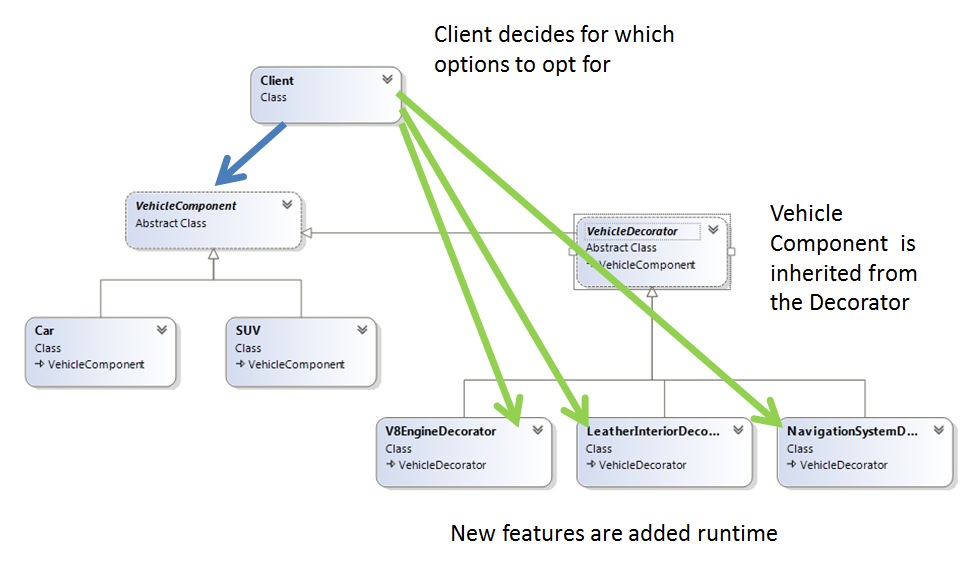 Client decides for which
options to opt for
Client
Class
VehicleComponent
Abstract Class
VehicleDecorator
Abstract Class
VehicleComponent
Vehicle
Component is
inherited from
the Decorator
Car
Class
VehicleComponent
SUV
Class
VehicleComponent
V8EngineDecorator
Class
VehicleDecorator
LeatherInteriorDeco...
Class
VehicleDecorator
NavigationSystemD...
Class
VehicleDecorator
New features are added runtime